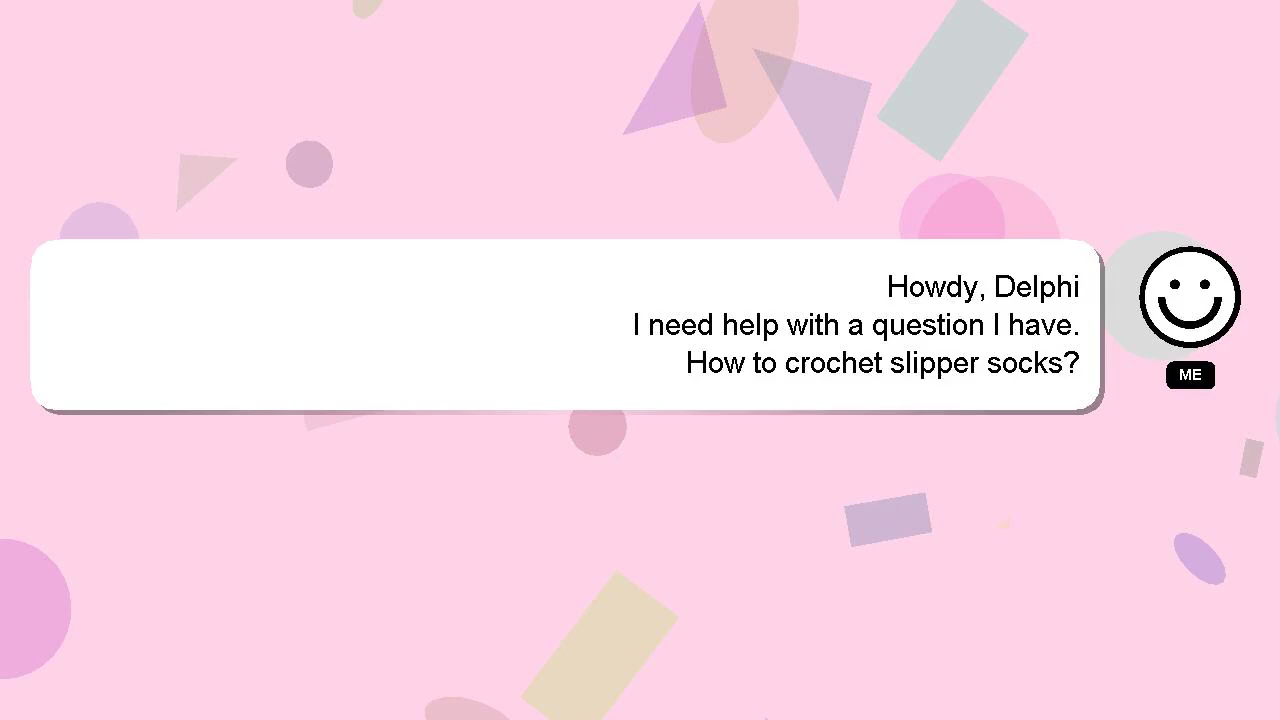 Howdy, Delphi
I need help with a question I have.
How to crochet slipper socks?
ME